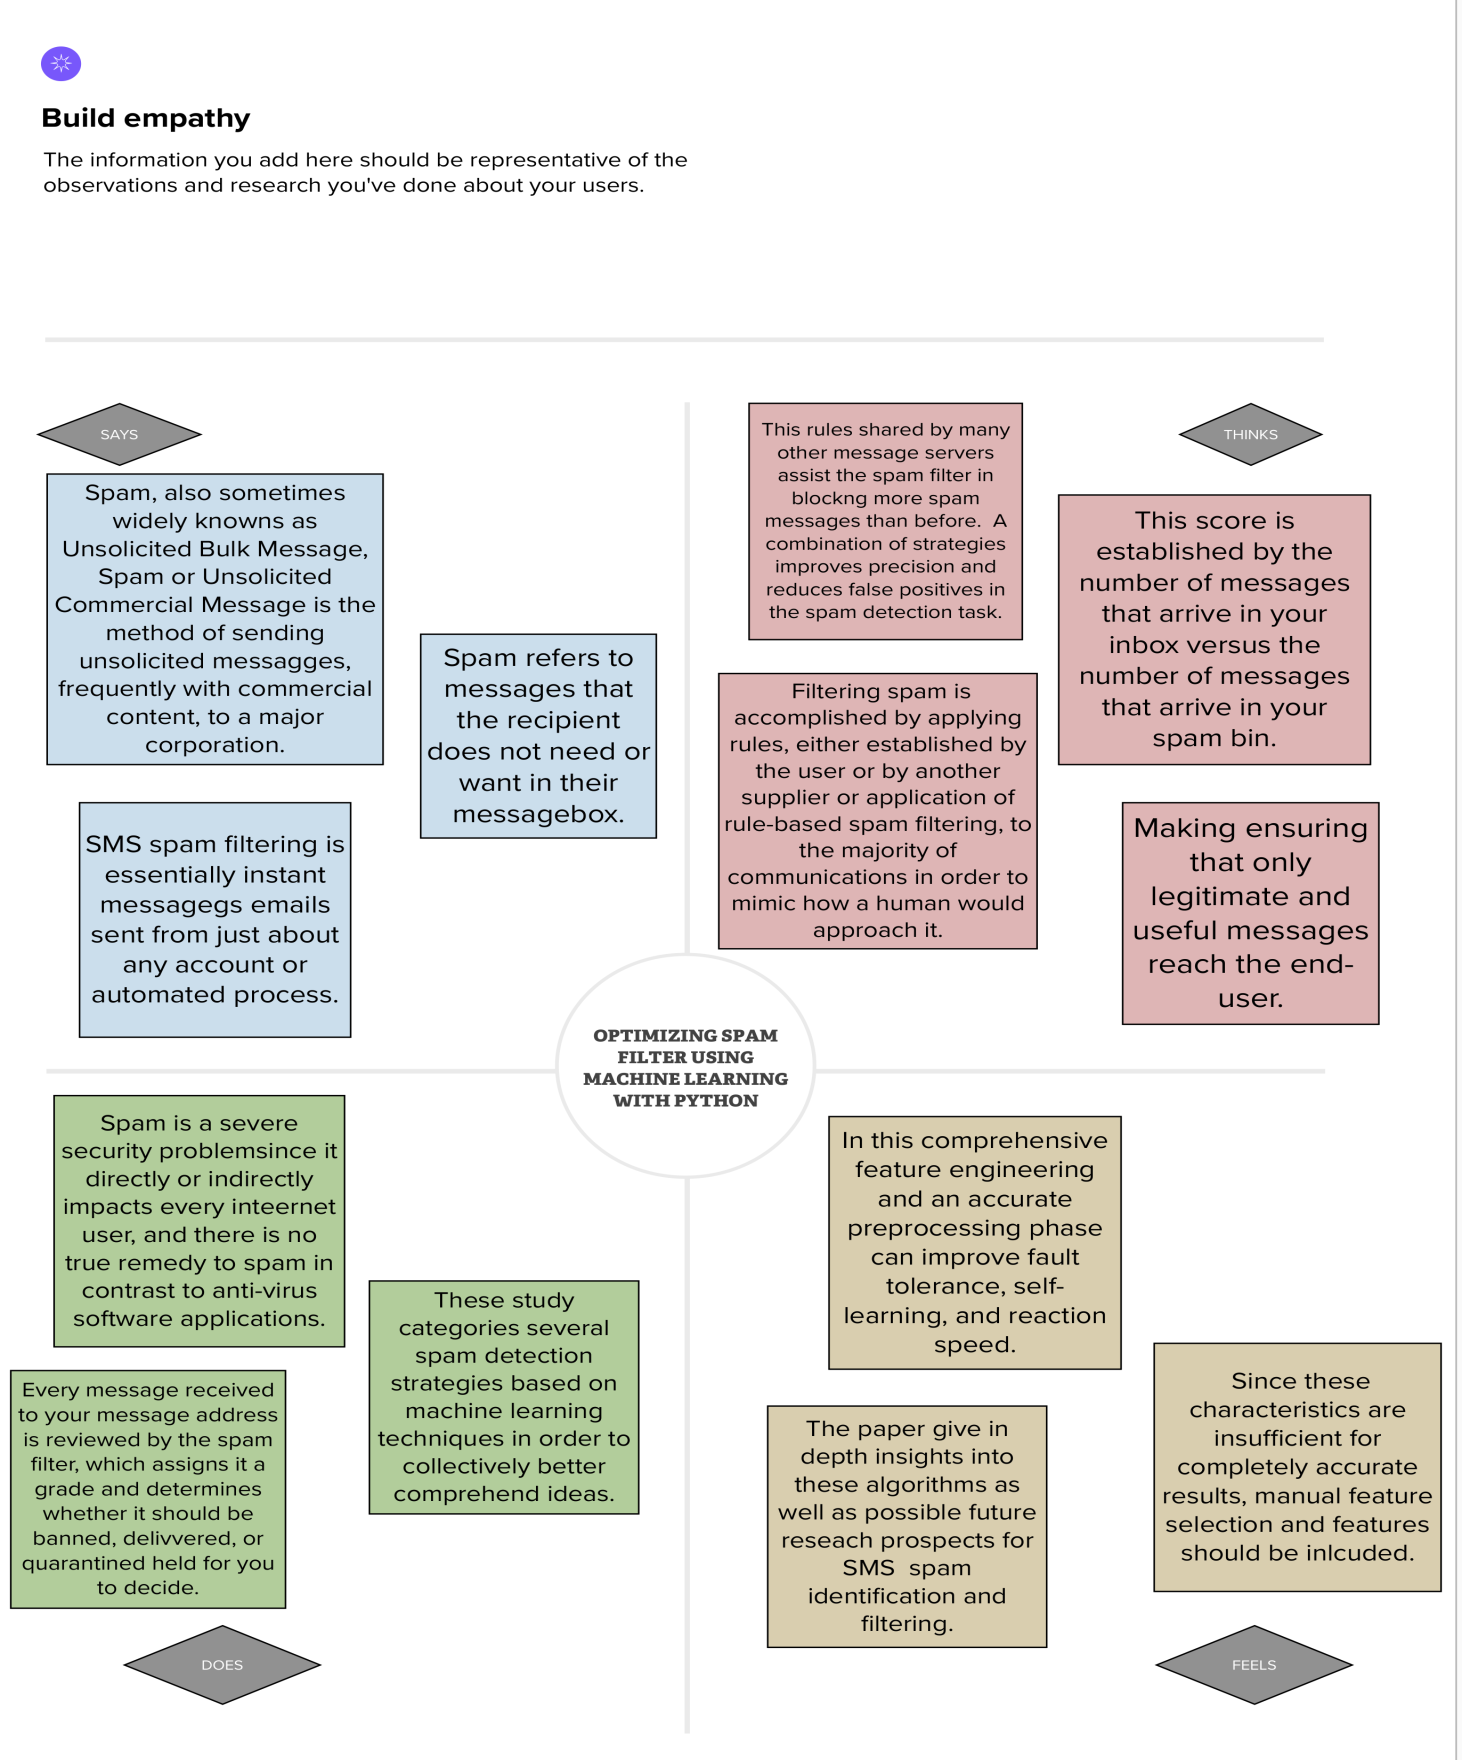 Build empathy
The information you add here should be representative of the
observations and research you've done about your users.
SAYS
Spam, also sometimes
widely knowns as
Unsolicited Bulk Message,
Spam or Unsolicited
Commercial Message is the
method of sending
unsolicited messagges,
frequently with commercial
content, to a major
corporation.
Spam refers to
messages that
the recipient
does not need or
want in their
messagebox.
SMS spam filtering is
essentially instant
messagegs emails
sent from just about
any account or
automated process.
THINKS
This rules shared by many
other message servers
assist the spam filter in
blockng more spam
messages than before.  A
combination of strategies
improves precision and
reduces false positives in
the spam detection task.
This score is
established by the
number of messages
that arrive in your
inbox versus the
number of messages
that arrive in your
spam bin.
Filtering spam is
accomplished by applying
rules, either established by
the user or by another
supplier or application of
rule-based spam filtering, to
the majority of
communications in order to
mimic how a human would
approach it.
Making ensuring
that only
legitimate and
useful messages
reach the end-
user.
OPTIMIZING SPAM
FILTER USING
MACHINE LEARNING
WITH PYTHON
Spam is a severe
security problemsince it
directly or indirectly
impacts every inteernet
user, and there is no
true remedy to spam in
contrast to anti-virus
software applications.
These study
categories several
spam detection
strategies based on
machine learning
techniques in order to
collectively better
comprehend ideas.
Every message received
to your message address
is reviewed by the spam
filter, which assigns it a
grade and determines
whether it should be
banned, delivvered, or
quarantined held for you
to decide.
DOES
In this comprehensive
feature engineering
and an accurate
preprocessing phase
can improve fault
tolerance, self-
learning, and reaction
speed.
Since these
characteristics are
insufficient for
completely accurate
results, manual feature
selection and features
should be inlcuded.
The paper give in
depth insights into
these algorithms as
well as possible future
reseach prospects for
SMS  spam
identification and
filtering.
FEELS